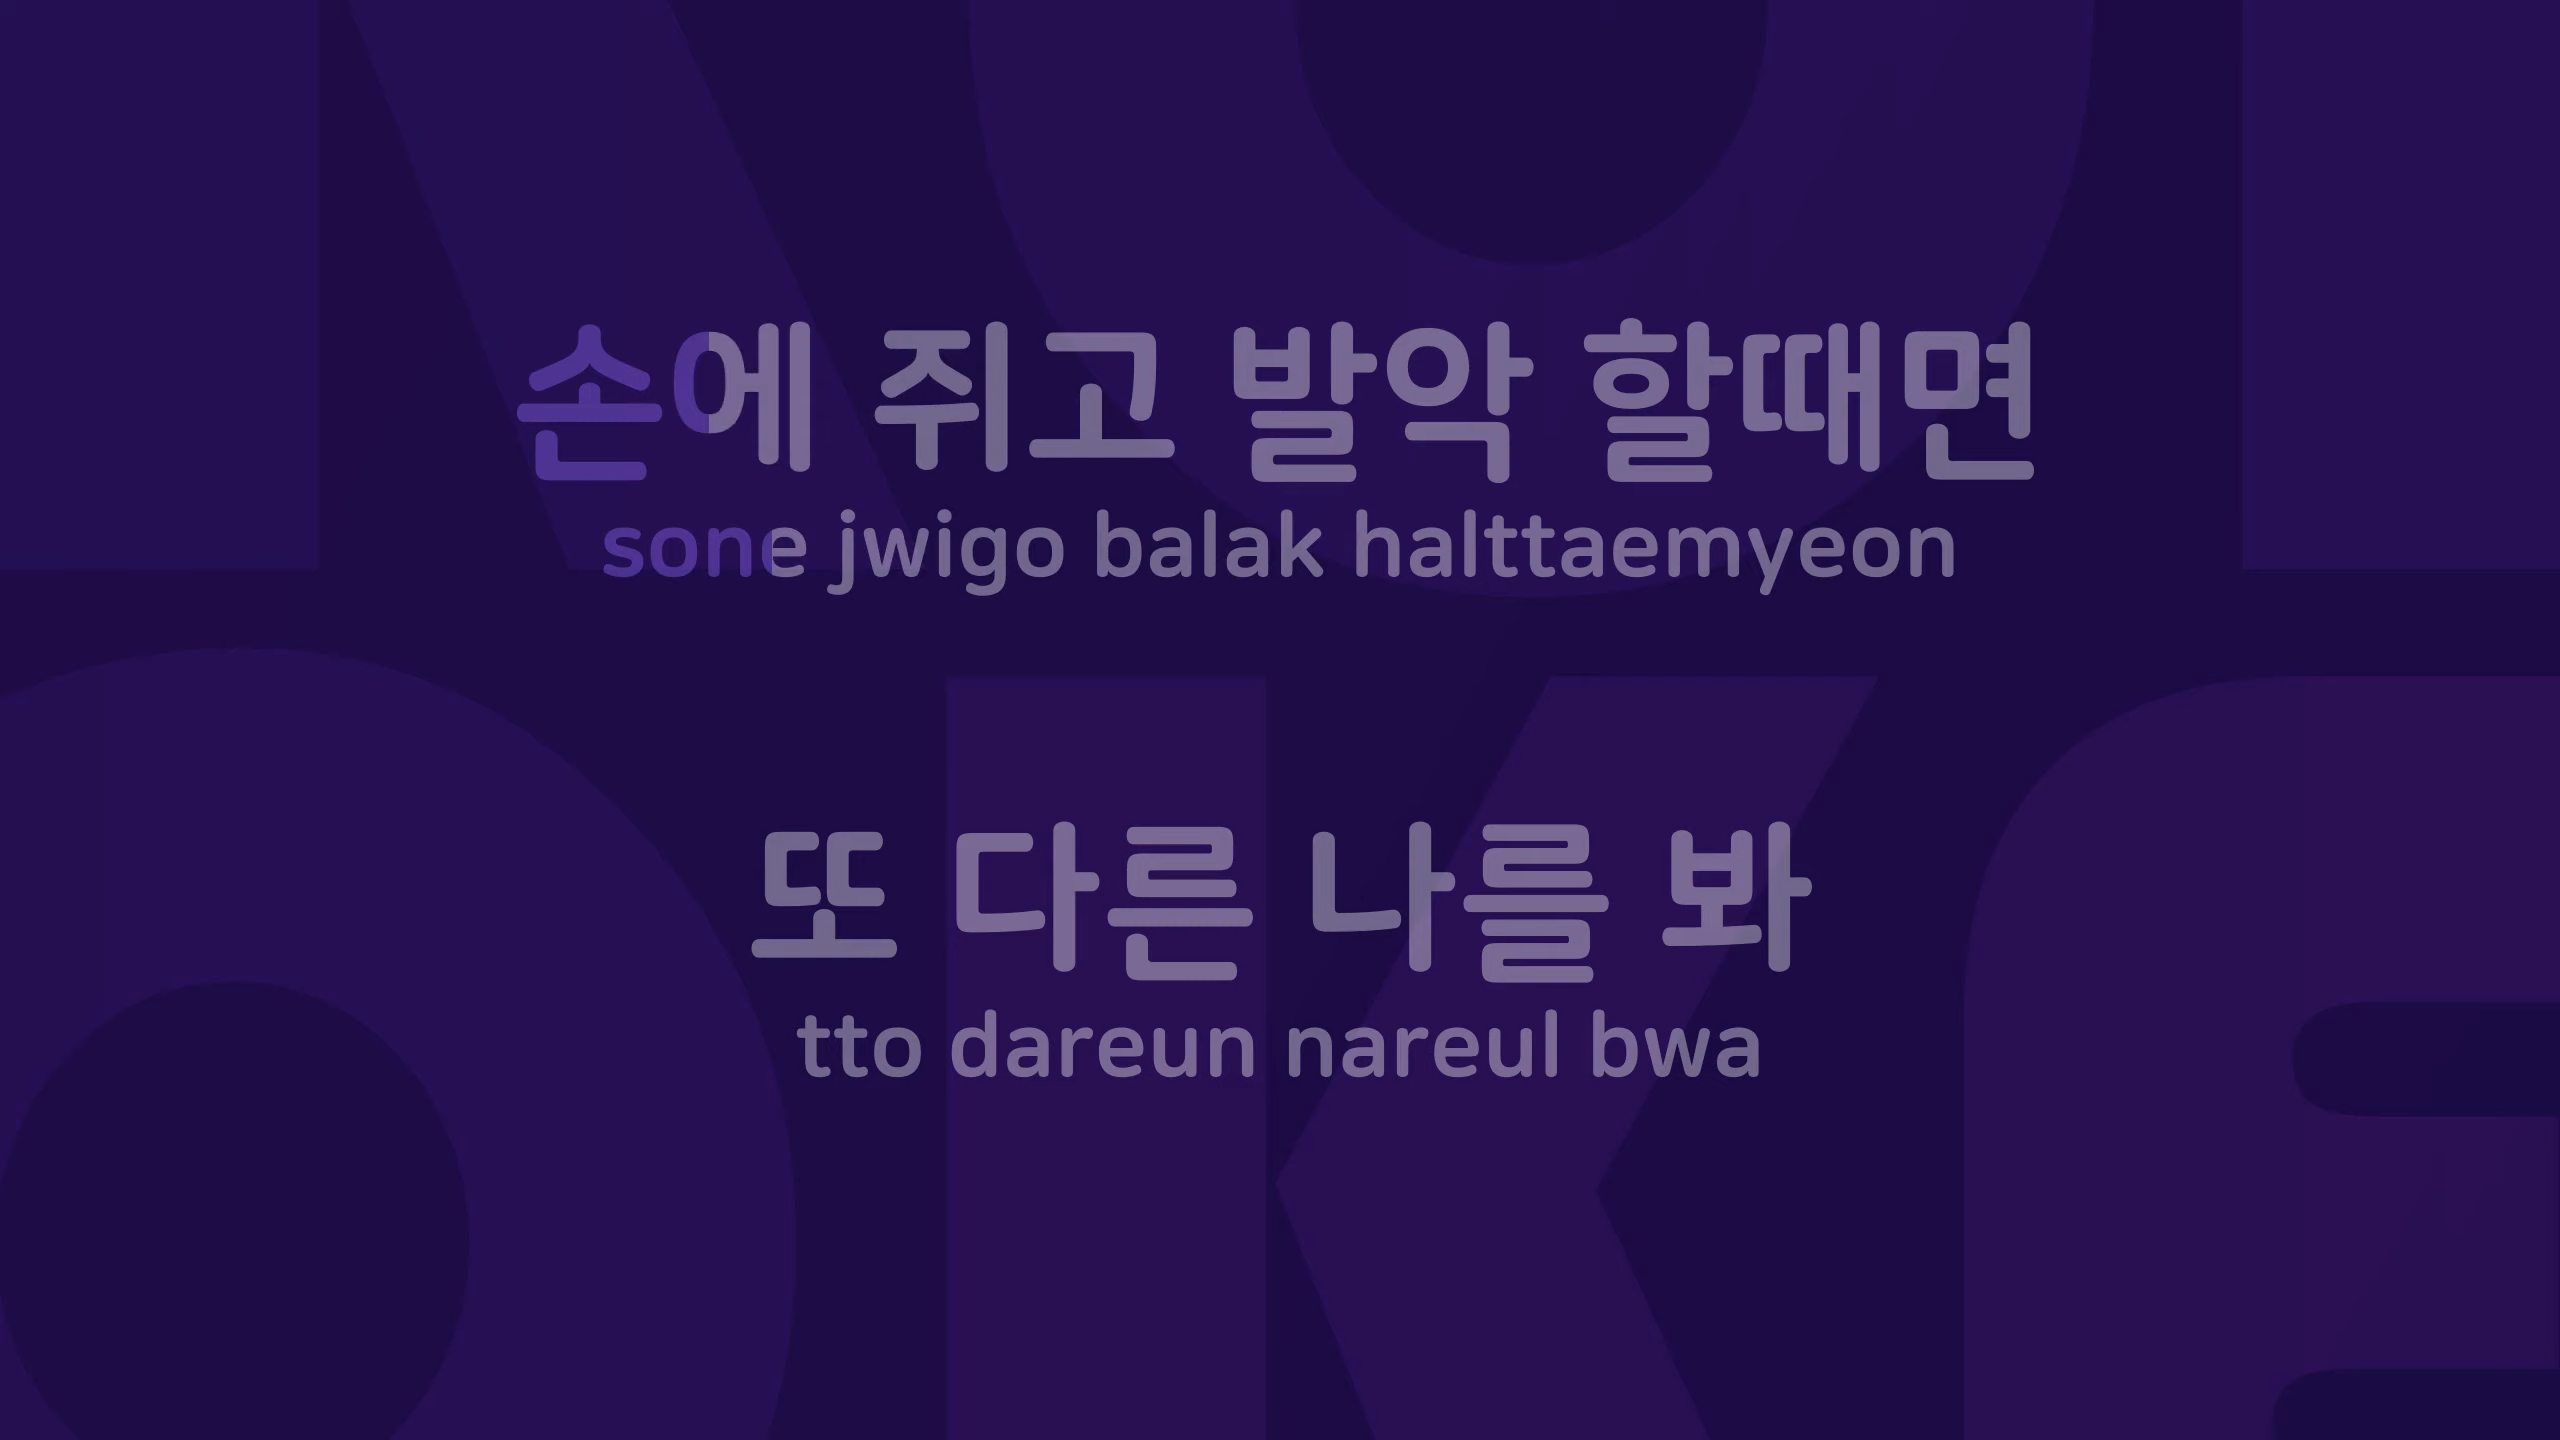 손에 쥐고 발악 할때면
sone jwigo balak halttaemyeon
또 다른 나를 봐
tto dareun nareul bwa